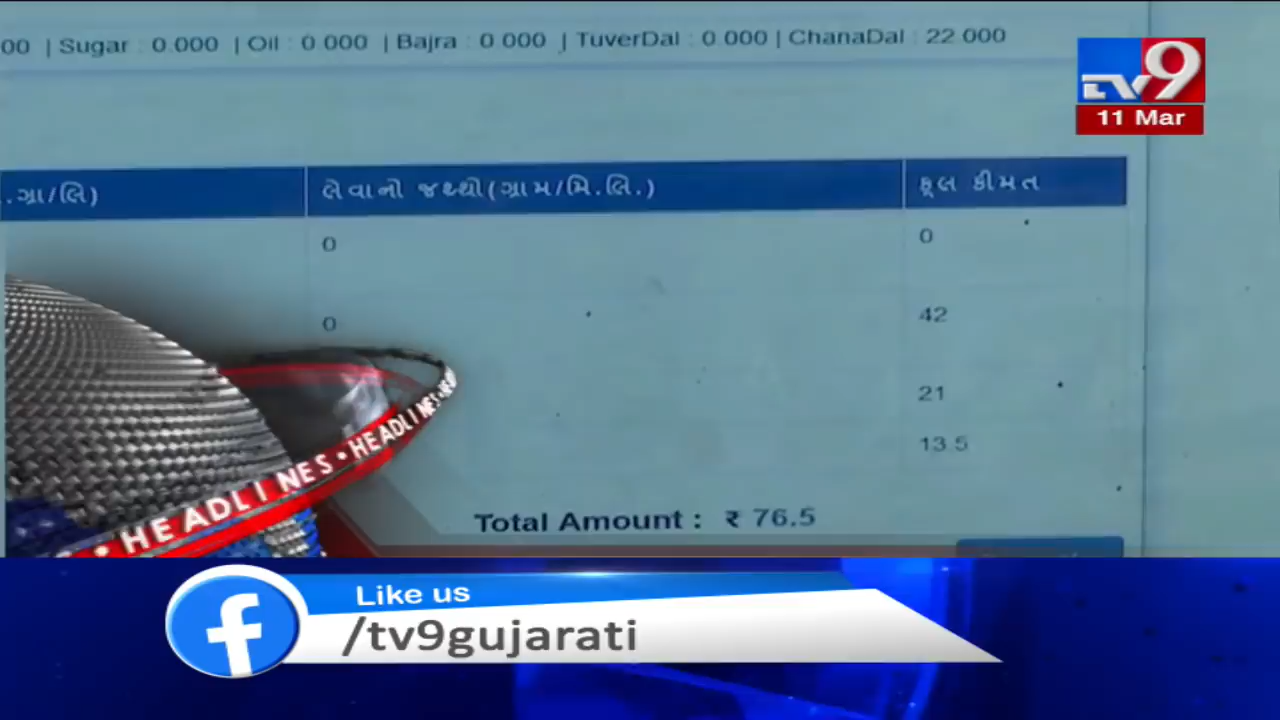 00 | Sugar : 0.000 | Oil : 0.000 | Bajra : 0.000 | TuverDal : 0.000 | ChanaDal : 22.000
TV9
11 Mar
.ગ્રા/લિ) લેવાનો જથ્થો(ગ્રામ/મિ.લિ.) કૂલ કીમત
0 0
0 42
21
13.5
Total Amount : ₹ 76.5
• HEADLINES • HEADLINES •
Like us
/tv9gujarati